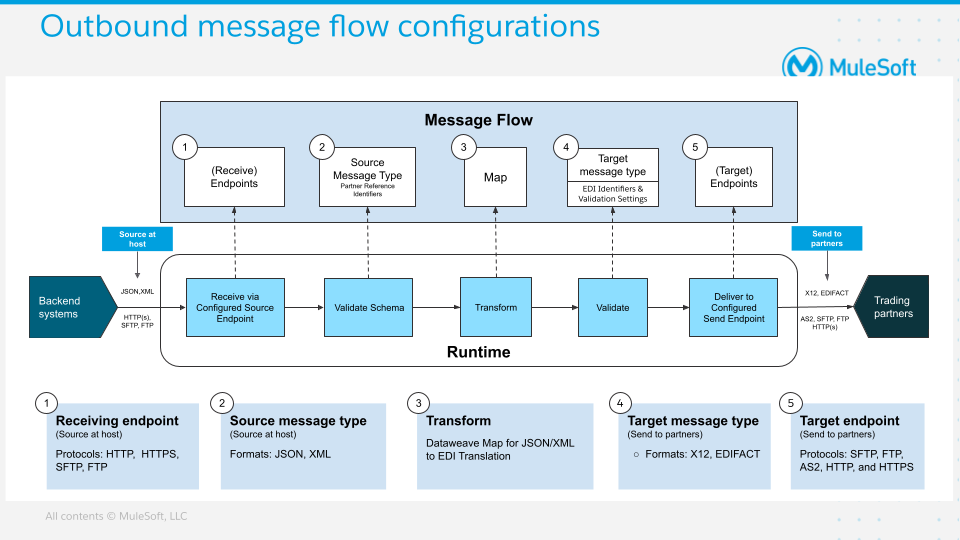 Outbound message flow configurations
MuleSoft
Message Flow
1
(Receive)
Endpoints
2
Source
Message Type
Partner Reference
Identifiers
3
Map
4
Target
message type
EDI Identifiers &
Validation Settings
5
(Target)
Endpoints
Source at
host
Send to
partners
Backend
systems
JSON,XML
HTTP(s),
SFTP, FTP
Receive via
Configured Source
Endpoint
Validate Schema
Transform
Validate
Deliver to
Configured
Send Endpoint
X12, EDIFACT
AS2, SFTP, FTP
HTTP(s)
Trading
partners
Runtime
1
Receiving endpoint
(Source at host)
Protocols: HTTP, HTTPS,
SFTP, FTP
2
Source message type
(Source at host)
Formats: JSON, XML
3
Transform
Dataweave Map for JSON/XML
to EDI Translation
4
Target message type
(Send to partners)
○ Formats: X12, EDIFACT
5
Target endpoint
(Send to partners)
Protocols: SFTP, FTP,
AS2, HTTP, and HTTPS
All contents © MuleSoft, LLC